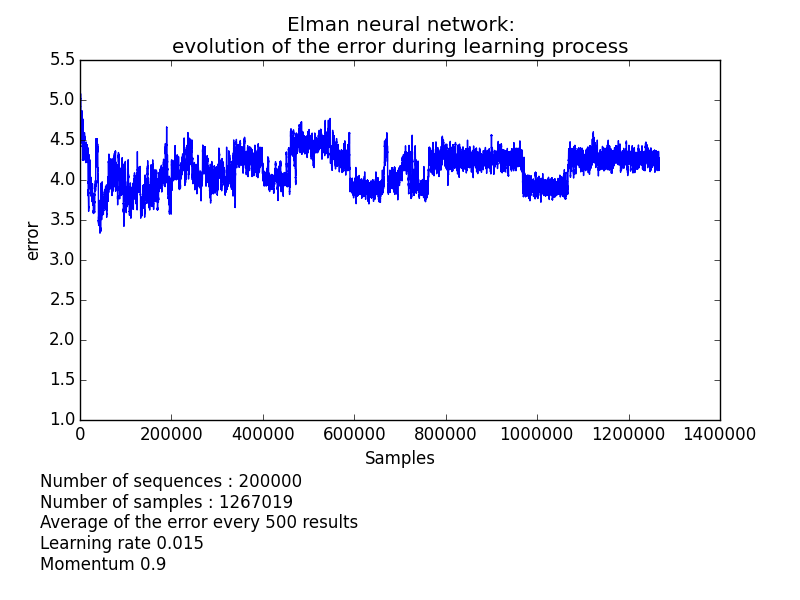 Elman neural network:
evolution of the error during learning process
5.5
5.0
4.5
4.0
3.5
3.0
2.5
2.0
1.5
1.0
error
0 200000 400000 600000 800000 1000000 1200000 1400000
Samples
Number of sequences : 200000
Number of samples : 1267019
Average of the error every 500 results
Learning rate 0.015
Momentum 0.9